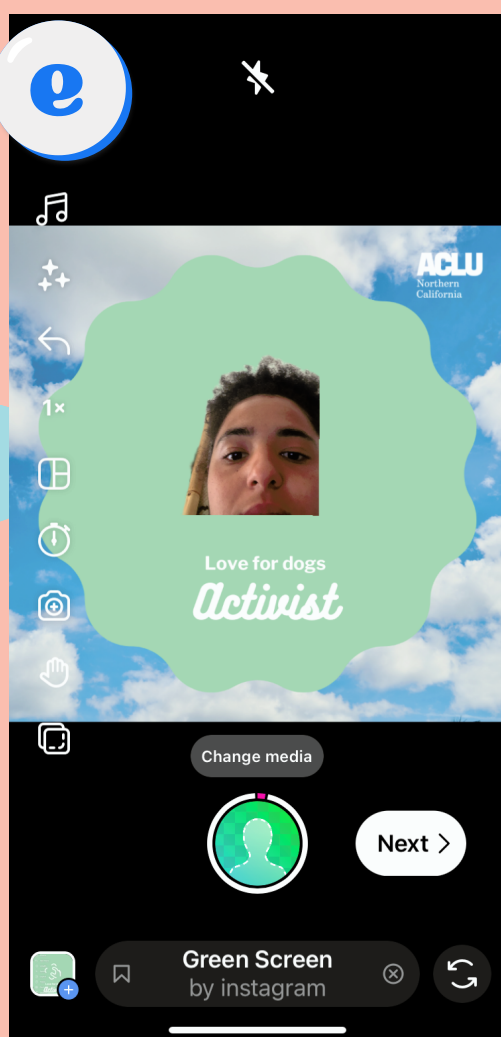 e
ACLU
Northern
California
1×
Love for dogs
Activist
Change media
Next
Green Screen
by instagram